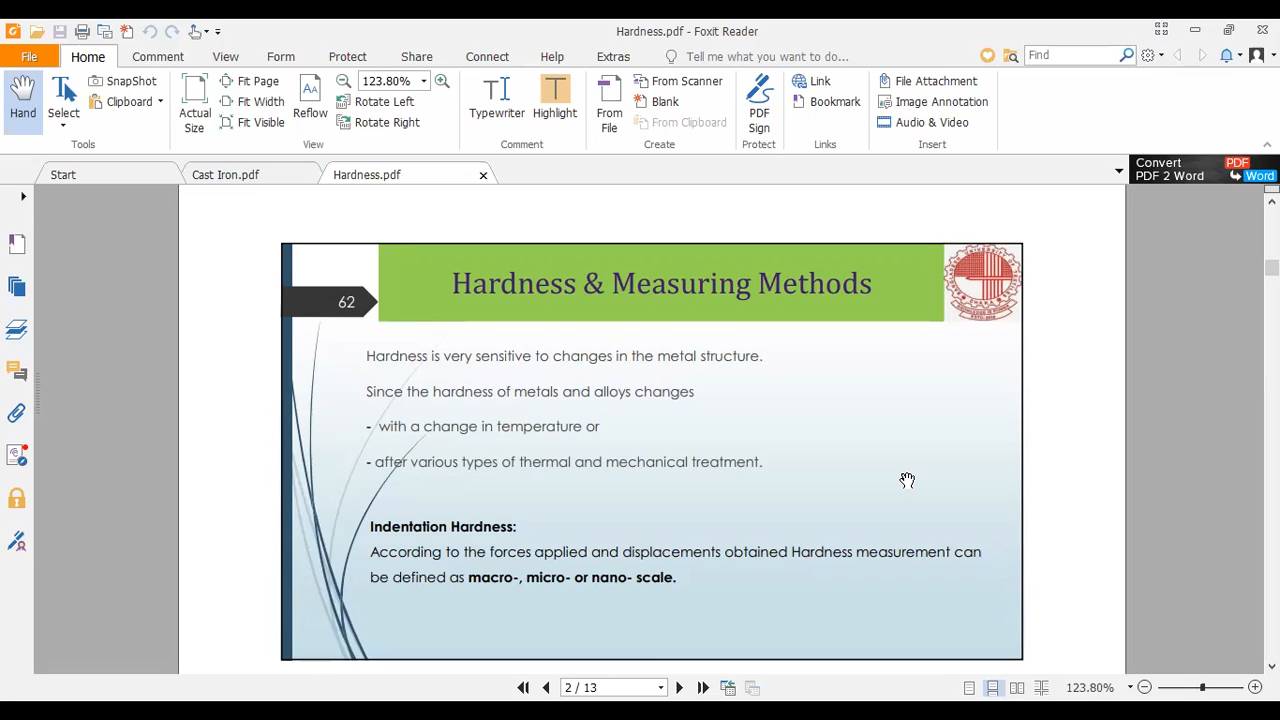 Hardness.pdf - Foxit Reader
File Home Comment View Form Protect Share Connect Help Extras Tell me what you want to do... Find
Hand
Select
SnapShot
Clipboard
Tools
Actual Size
Fit Page
Fit Width
Fit Visible
Reflow
123.80%
Rotate Left
Rotate Right
View
Typewriter
Highlight
Comment
From File
From Scanner
Blank
From Clipboard
Create
PDF Sign
Protect
Link
Bookmark
Links
File Attachment
Image Annotation
Audio & Video
Insert
Start Cast Iron.pdf Hardness.pdf
Convert PDF
PDF 2 Word Word
Hardness & Measuring Methods
62
Hardness is very sensitive to changes in the metal structure.
Since the hardness of metals and alloys changes
- with a change in temperature or
- after various types of thermal and mechanical treatment.
Indentation Hardness:
According to the forces applied and displacements obtained Hardness measurement can
be defined as macro-, micro- or nano- scale.
2 / 13 123.80%